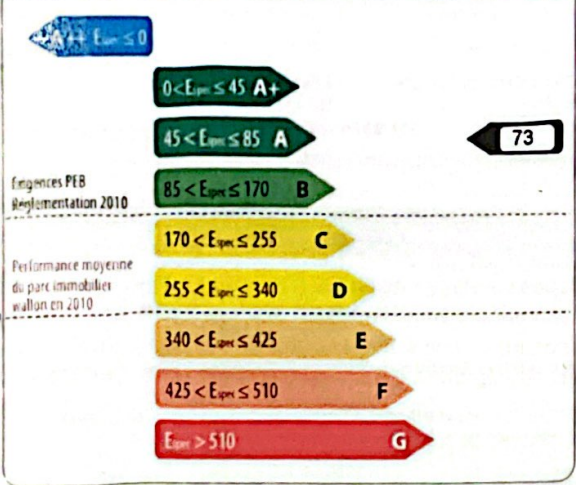 A++ Espec ≤ 0
0 < Espec ≤ 45 A+
45 < Espec ≤ 85 A
73
Exigences PEB
Réglementation 2010
85 < Espec ≤ 170 B
170 < Espec ≤ 255 C
Performance moyenne
du parc immobilier
wallon en 2010
255 < Espec ≤ 340 D
340 < Espec ≤ 425 E
425 < Espec ≤ 510 F
Espec > 510 G